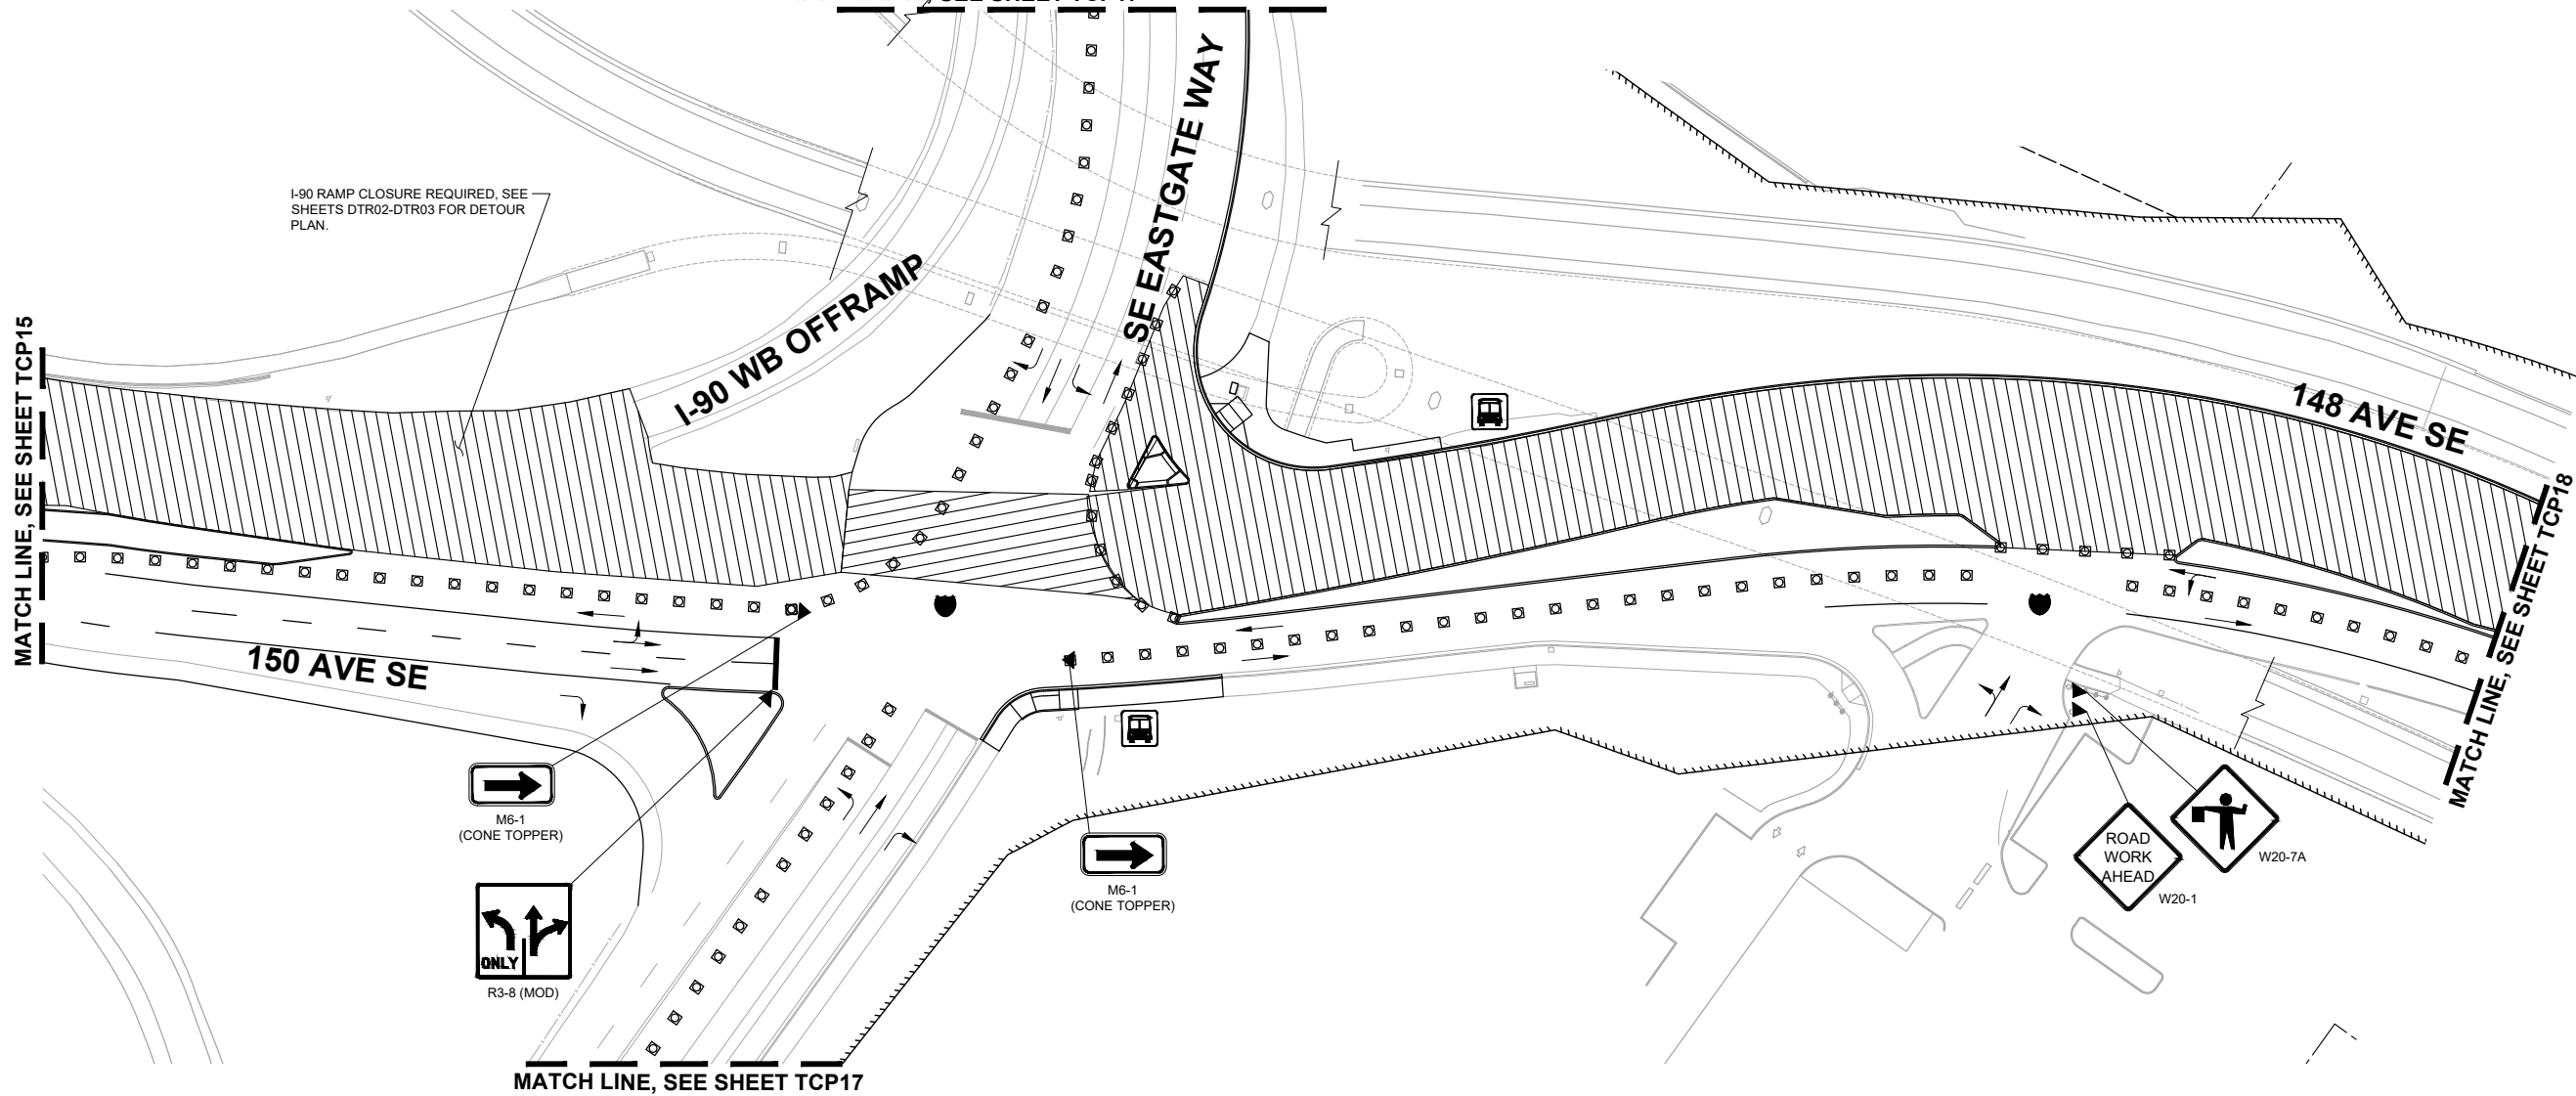 SEE SHEET TCP17
I-90 RAMP CLOSURE REQUIRED, SEE
SHEETS DTR02-DTR03 FOR DETOUR
PLAN.
SE EASTGATE WAY
I-90 WB OFFRAMP
MATCH LINE, SEE SHEET TCP15
148 AVE SE
MATCH LINE, SEE SHEET TCP18
150 AVE SE
M6-1
(CONE TOPPER)
ONLY
R3-8 (MOD)
M6-1
(CONE TOPPER)
ROAD
WORK
AHEAD
W20-1
W20-7A
MATCH LINE, SEE SHEET TCP17